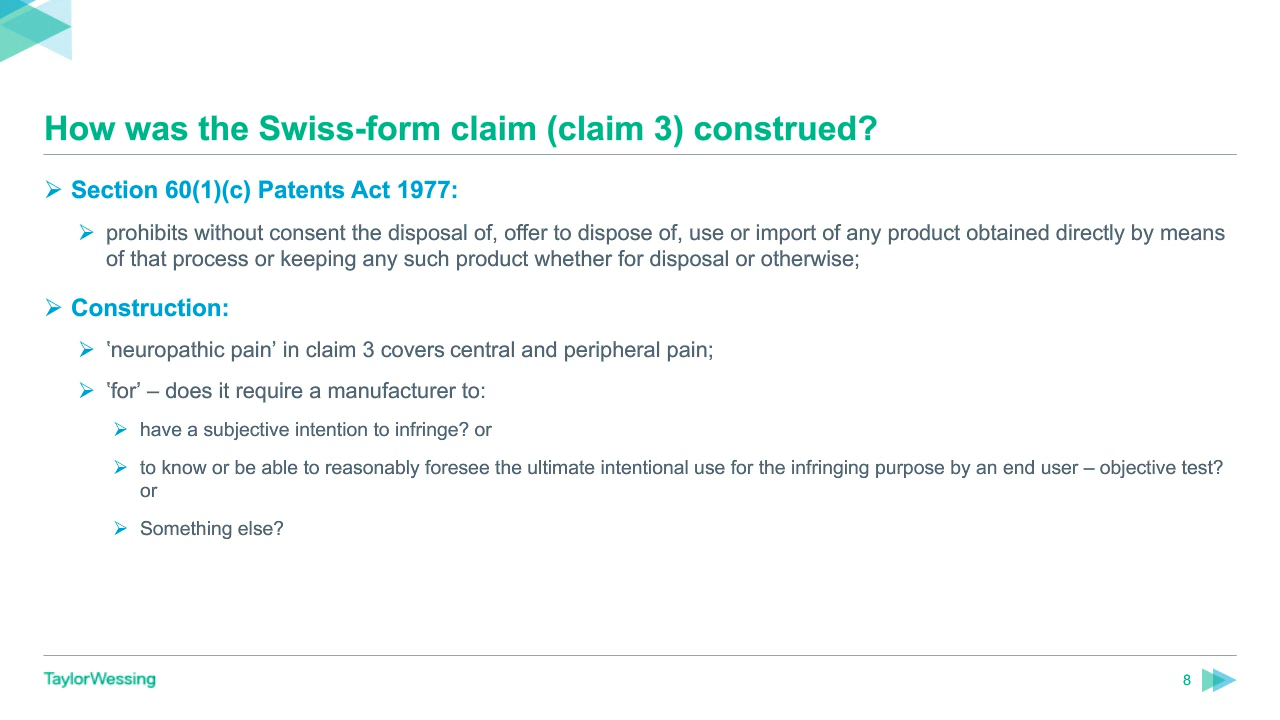 How was the Swiss-form claim (claim 3) construed?
Section 60(1)(c) Patents Act 1977:
prohibits without consent the disposal of, offer to dispose of, use or import of any product obtained directly by means
of that process or keeping any such product whether for disposal or otherwise;
Construction:
‛neuropathic pain’ in claim 3 covers central and peripheral pain;
‛for’ – does it require a manufacturer to:
have a subjective intention to infringe? or
to know or be able to reasonably foresee the ultimate intentional use for the infringing purpose by an end user – objective test?
or
Something else?
TaylorWessing
8